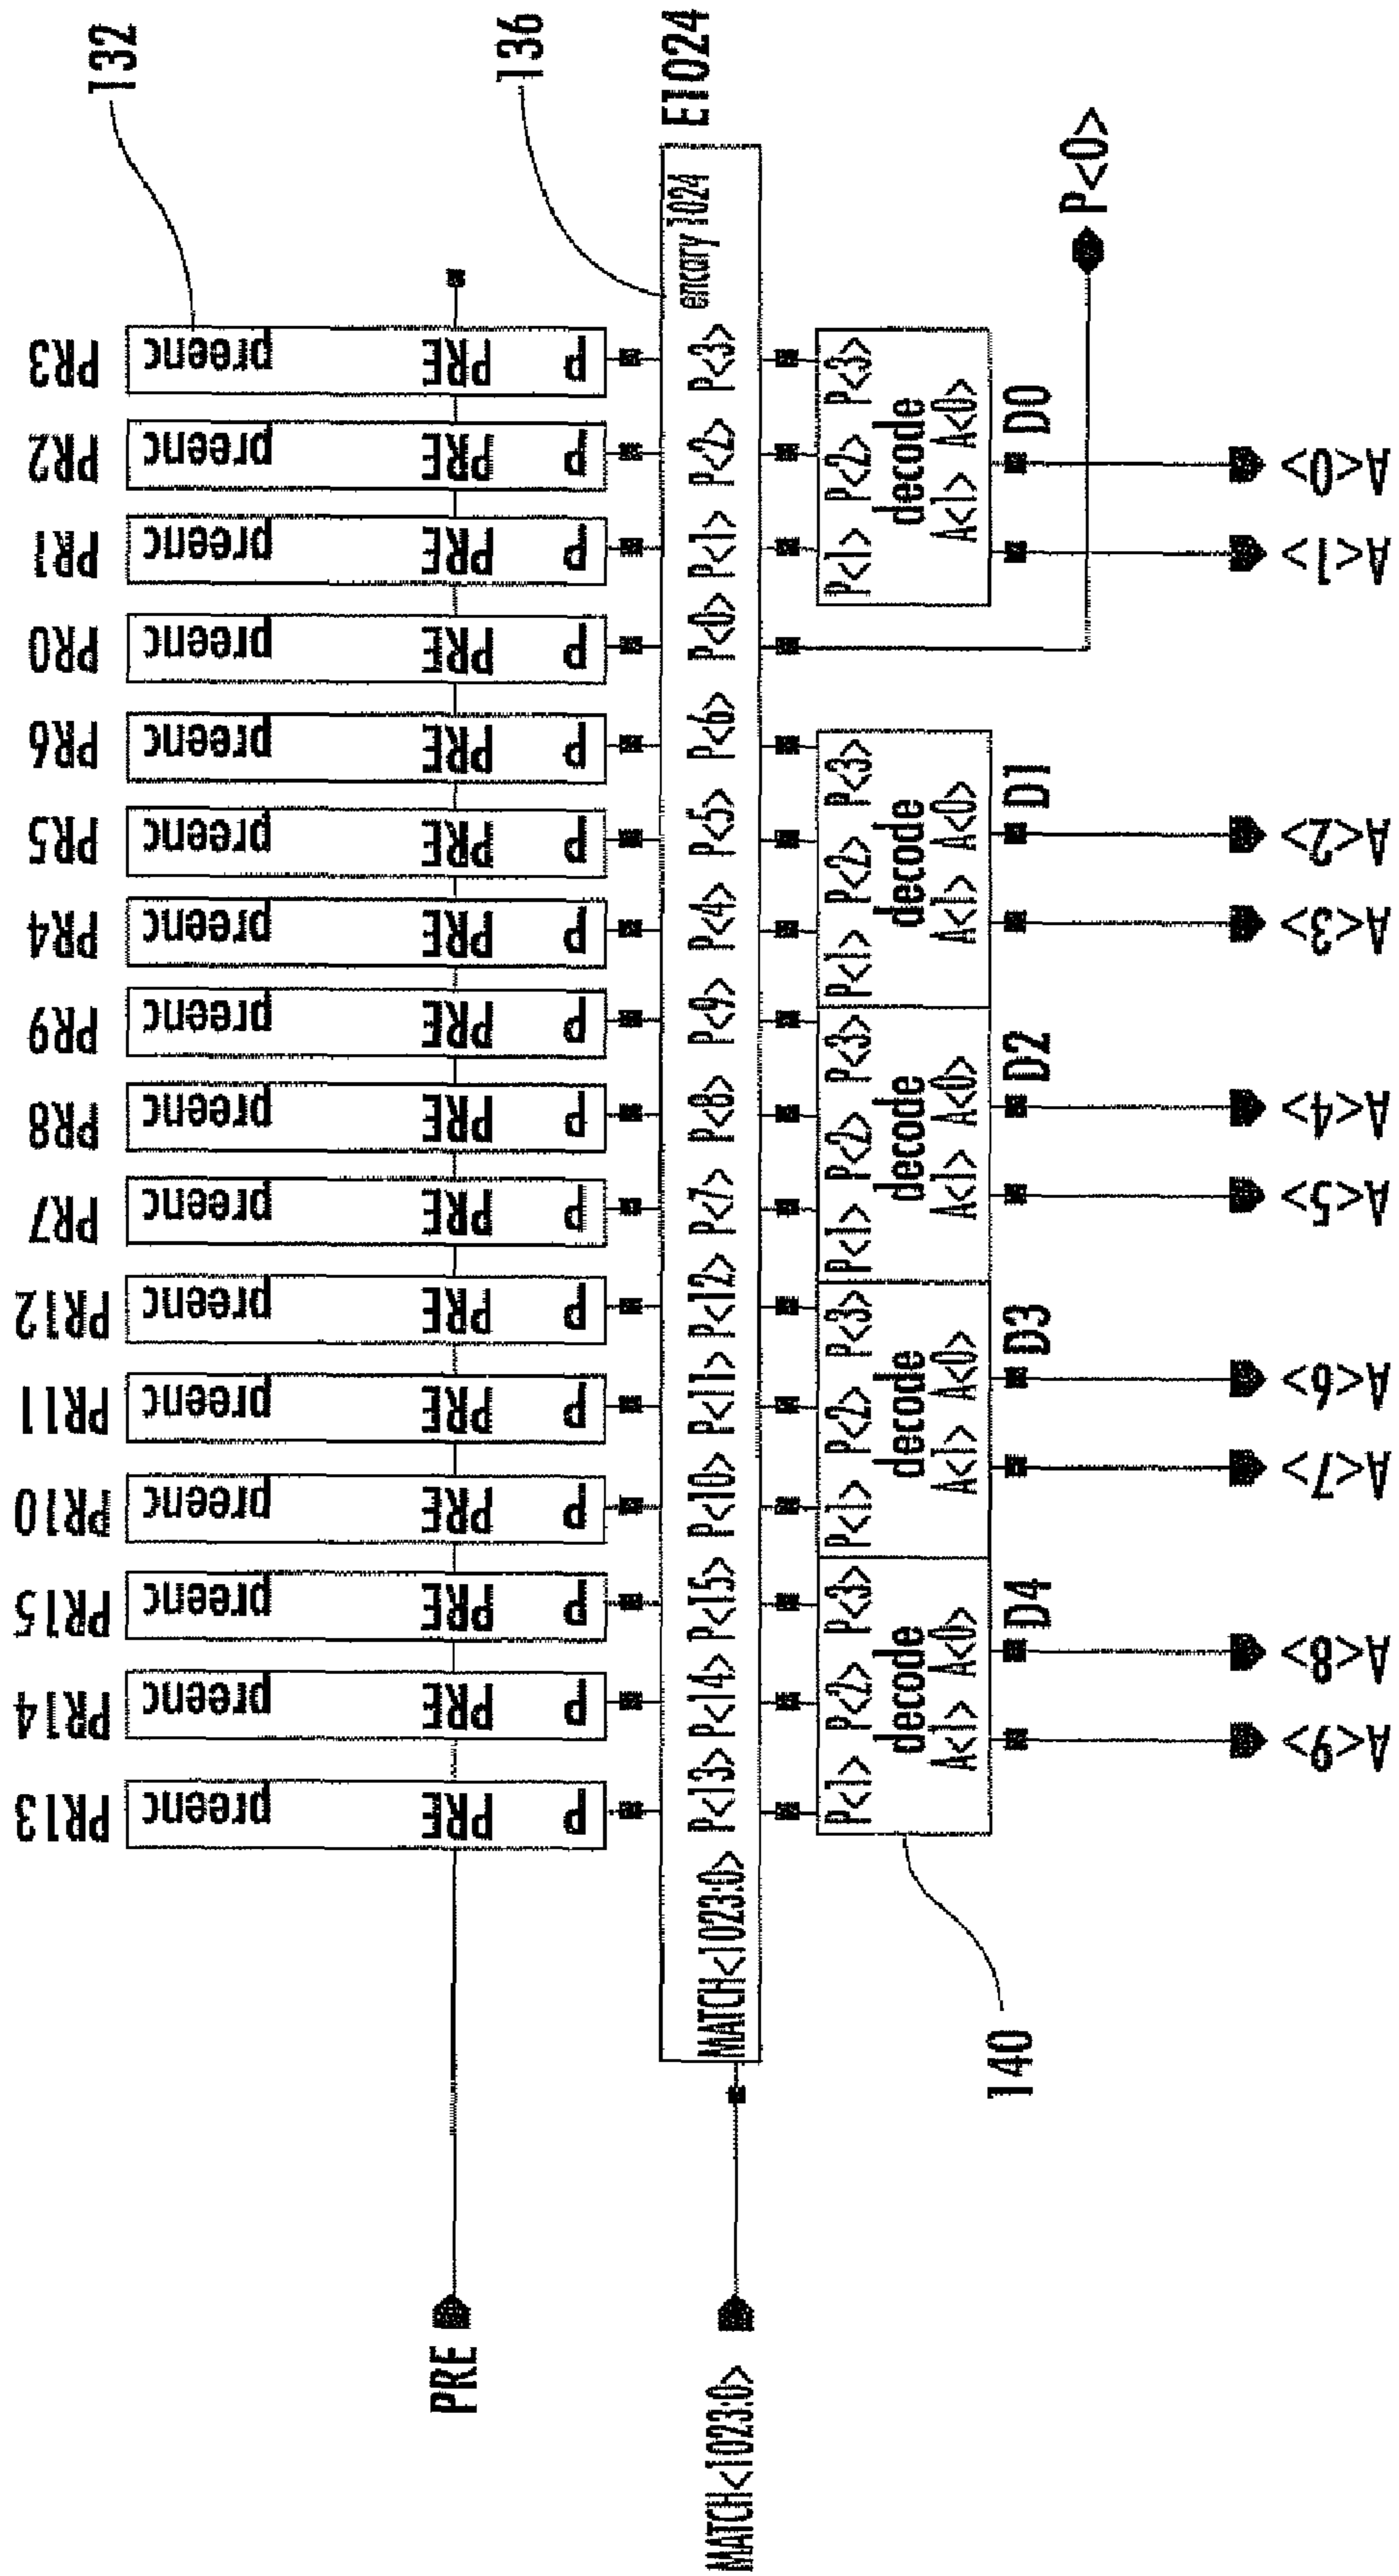 132
PR13 PR14 PR15 PR10 PR11 PR12 PR7 PR8 PR9 PR4 PR5 PR6 PR0 PR1 PR2 PR3
preenc preenc preenc preenc preenc preenc preenc preenc preenc preenc preenc preenc preenc preenc preenc preenc
PRE
PRE PRE PRE PRE PRE PRE PRE PRE PRE PRE PRE PRE PRE PRE PRE PRE
P P P P P P P P P P P P P P P P
136
E1024
encary 1024
MATCH<1023:0>
MATCH<1023:0> P<13> P<14> P<15> P<10> P<11> P<12> P<7> P<8> P<9> P<4> P<5> P<6> P<0> P<1> P<2> P<3>
P<1> P<2> P<3> P<1> P<2> P<3> P<1> P<2> P<3> P<1> P<2> P<3> P<1> P<2> P<3>
decode decode decode decode decode
A<1> A<0> A<1> A<0> A<1> A<0> A<1> A<0> A<1> A<0>
140
D4 D3 D2 D1 D0
P<0>
A<9> A<8> A<7> A<6> A<5> A<4> A<3> A<2> A<1> A<0>